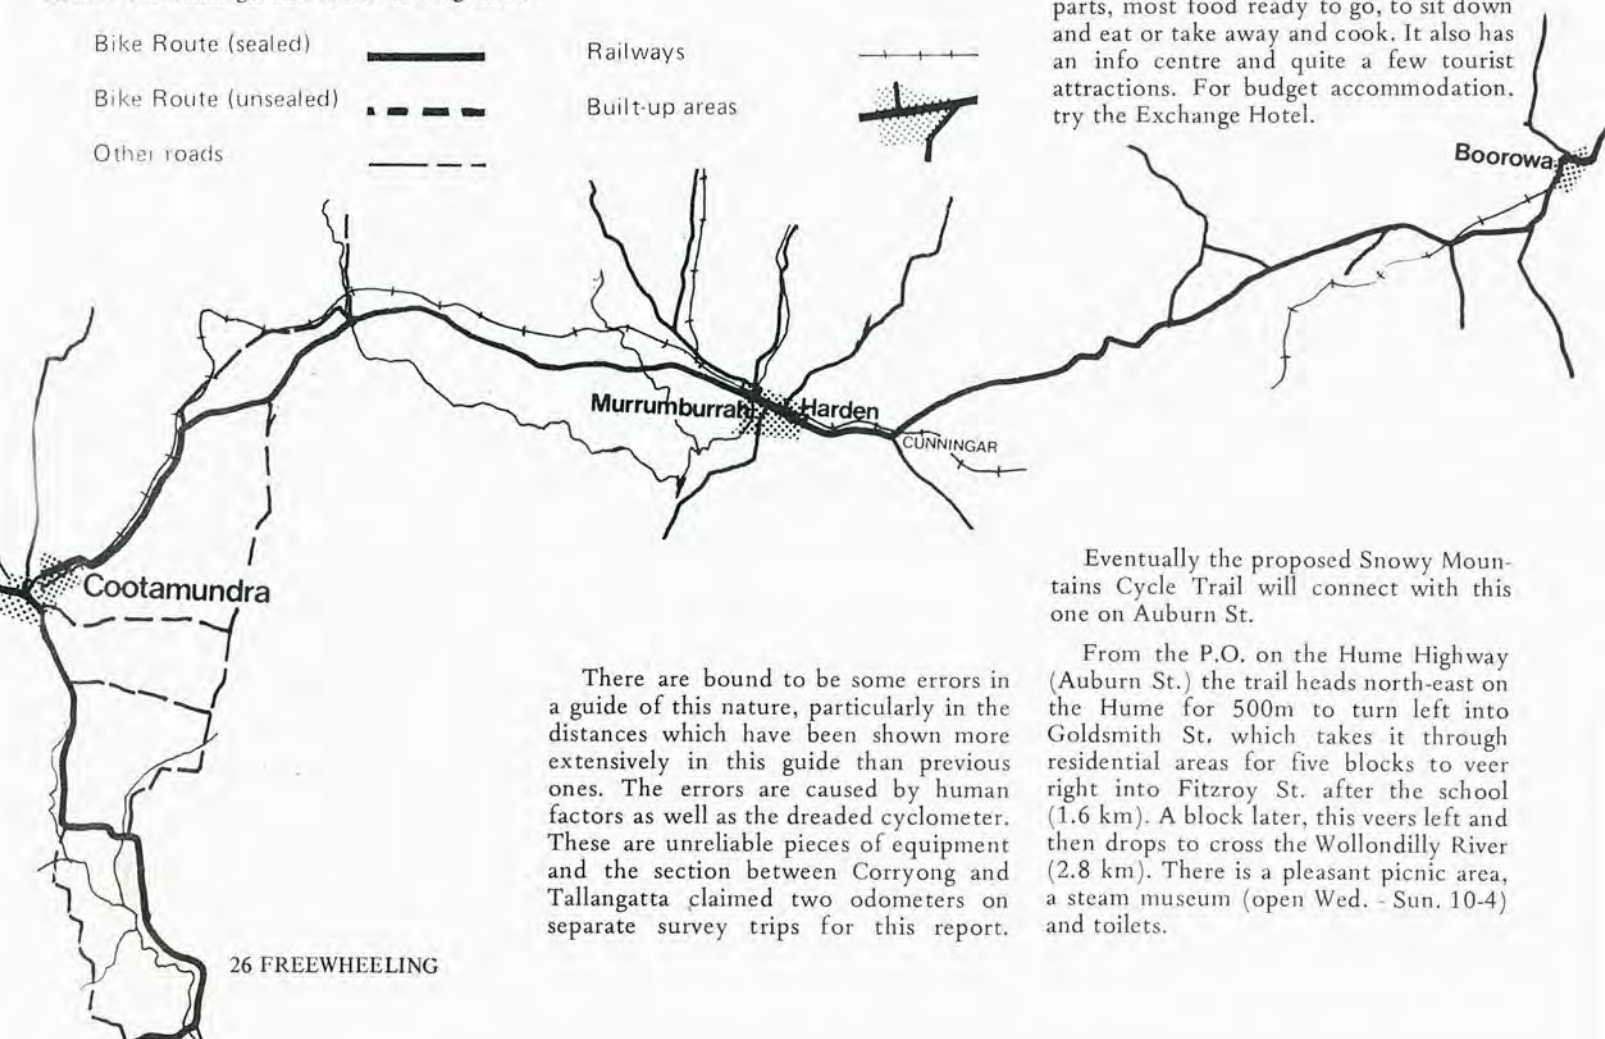 Bike Route (sealed)
Bike Route (unsealed)
Other roads
Railways
Built-up areas
parts, most food ready to go, to sit down
and eat or take away and cook. It also has
an info centre and quite a few tourist
attractions. For budget accommodation.
try the Exchange Hotel.
Boorowa
Murrumburrah
Harden
CUNNINGAR
Cootamundra
There are bound to be some errors in
a guide of this nature, particularly in the
distances which have been shown more
extensively in this guide than previous
ones. The errors are caused by human
factors as well as the dreaded cyclometer.
These are unreliable pieces of equipment
and the section between Corryong and
Tallangatta claimed two odometers on
separate survey trips for this report.
Eventually the proposed Snowy Moun-
tains Cycle Trail will connect with this
one on Auburn St.
From the P.O. on the Hume Highway
(Auburn St.) the trail heads north-east on
the Hume for 500m to turn left into
Goldsmith St. which takes it through
residential areas for five blocks to veer
right into Fitzroy St. after the school
(1.6 km). A block later, this veers left and
then drops to cross the Wollondilly River
(2.8 km). There is a pleasant picnic area,
a steam museum (open Wed. - Sun. 10-4)
and toilets.
26 FREEWHEELING